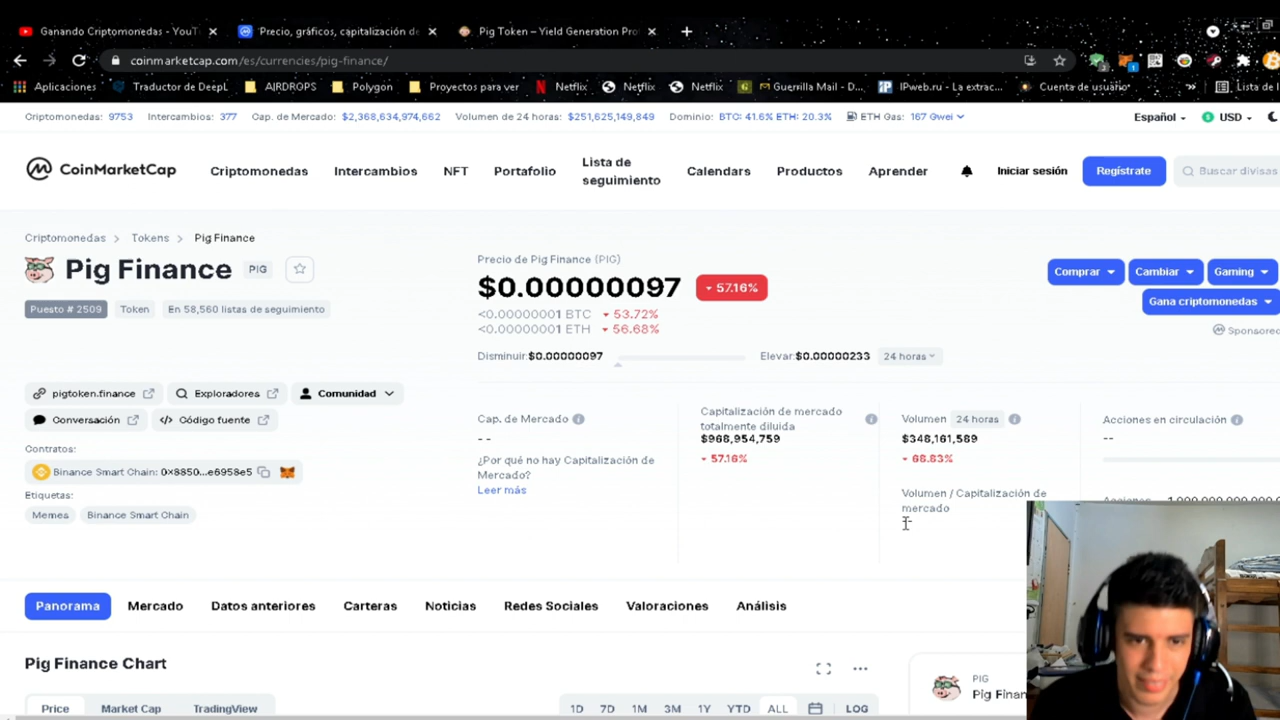 Ganando Criptomonedas - YouT
Precio, gráficos, capitalización de
Pig Token – Yield Generation Pro
coinmarketcap.com/es/currencies/pig-finance/
Aplicaciones
Traductor de DeepL
AIRDROPS
Polygon
Proyectos para ver
Netflix
Netflix
Netflix
Guerrilla Mail - D...
IPweb.ru - La extrac...
Cuenta de usuario
Lista de l
Criptomonedas: 9753
Intercambios: 377
Cap. de Mercado: $2,368,634,974,662
Volumen de 24 horas: $251,625,149,849
Dominio: BTC: 41.6% ETH: 20.3%
ETH Gas: 167 Gwei
Español
USD
CoinMarketCap
Criptomonedas
Intercambios
NFT
Portafolio
Lista de
seguimiento
Calendars
Productos
Aprender
Iniciar sesión
Regístrate
Buscar divisas
Criptomonedas
Tokens
Pig Finance
Pig Finance
PIG
Puesto # 2509
Token
En 58,560 listas de seguimiento
Precio de Pig Finance (PIG)
$0.00000097
57.16%
<0.00000001 BTC 53.72%
<0.00000001 ETH 56.68%
Disminuir:$0.00000097
Elevar:$0.00000233
24 horas
Comprar
Cambiar
Gaming
Gana criptomonedas
Sponsored
pigtoken.finance
Exploradores
Comunidad
Conversación
Código fuente
Contratos:
Binance Smart Chain: 0x8850...e6958e5
Etiquetas:
Memes
Binance Smart Chain
Cap. de Mercado
- -
¿Por qué no hay Capitalización de
Mercado?
Leer más
Capitalización de mercado
totalmente diluida
$968,954,759
57.16%
Volumen 24 horas
$348,161,589
68.83%
Volumen / Capitalización de
mercado
Acciones en circulación
--
Panorama
Mercado
Datos anteriores
Carteras
Noticias
Redes Sociales
Valoraciones
Análisis
Pig Finance Chart
Price
Market Cap
TradingView
1D
7D
1M
3M
1Y
YTD
ALL
LOG
PIG
Pig Finan